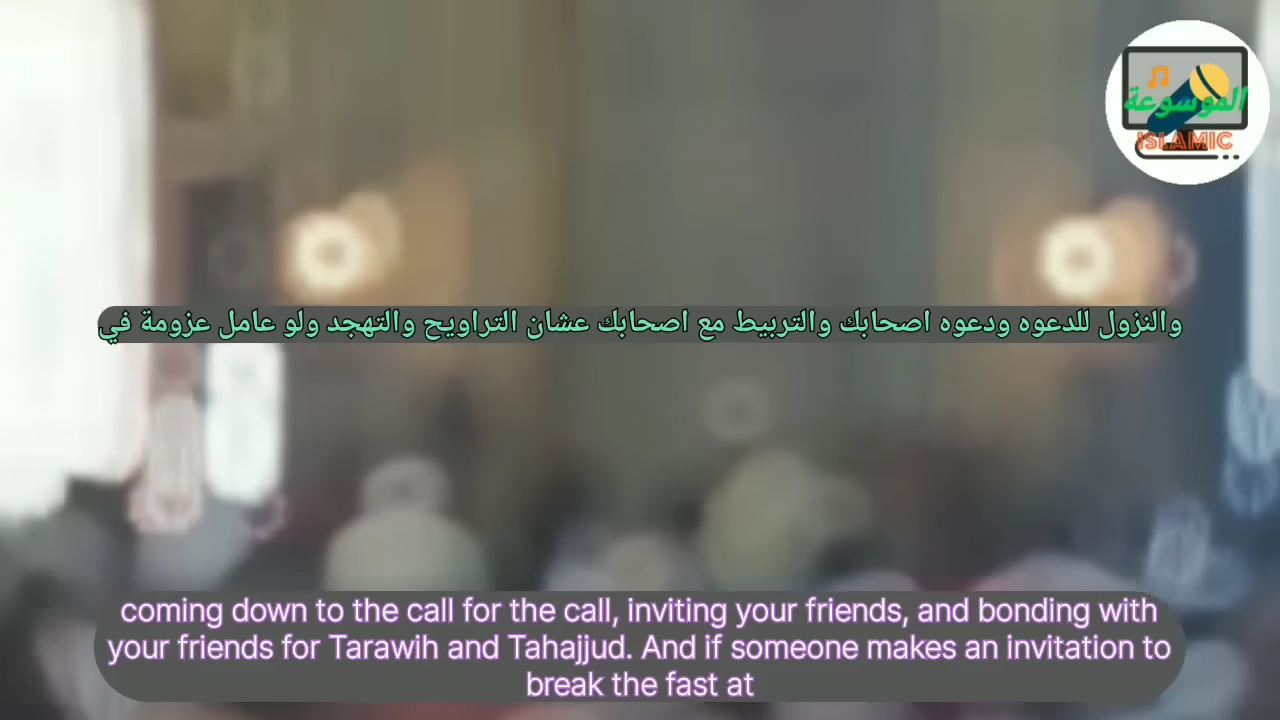 الموسوعة
ISLAMIC
والنزول للدعوه ودعوه اصحابك والتربيط مع اصحابك عشان التراويح والتهجد ولو عامل عزومة في
coming down to the call for the call, inviting your friends, and bonding with
your friends for Tarawih and Tahajjud. And if someone makes an invitation to
break the fast at